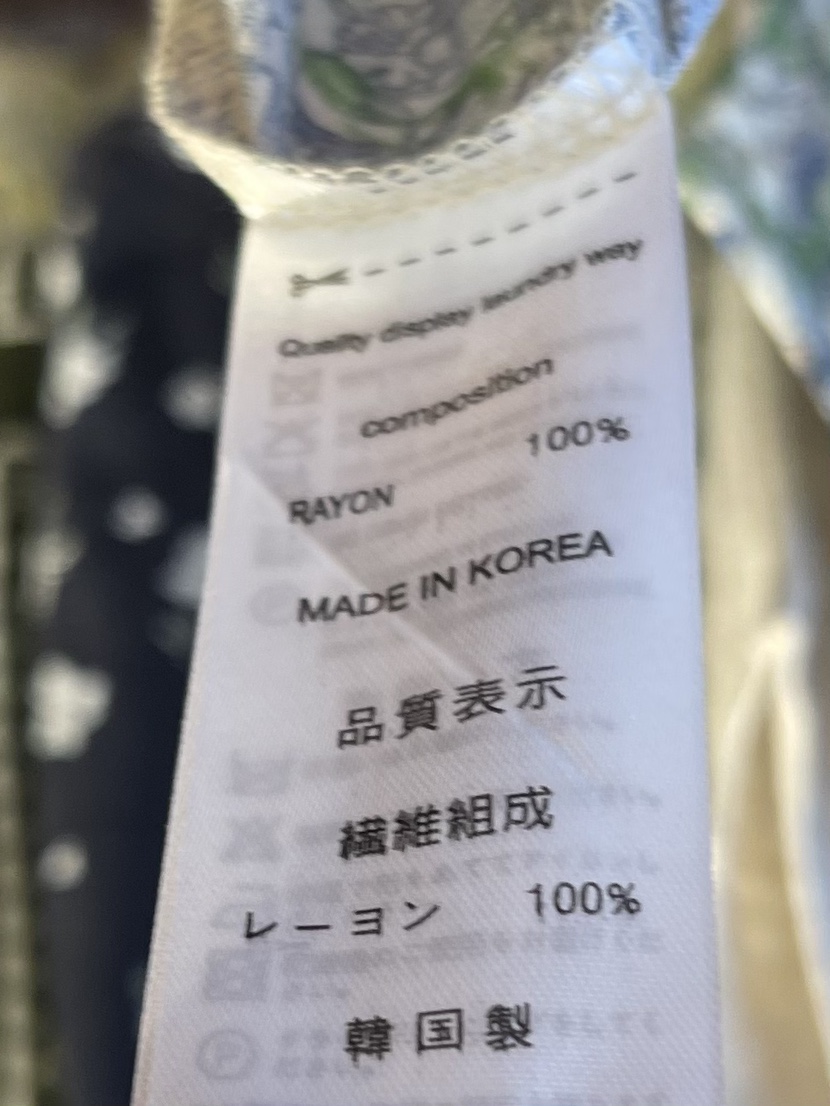 Quality display laundry way
composition
RAYON 100%
MADE IN KOREA
品質表示
繊維組成
レーヨン 100%
韓国製